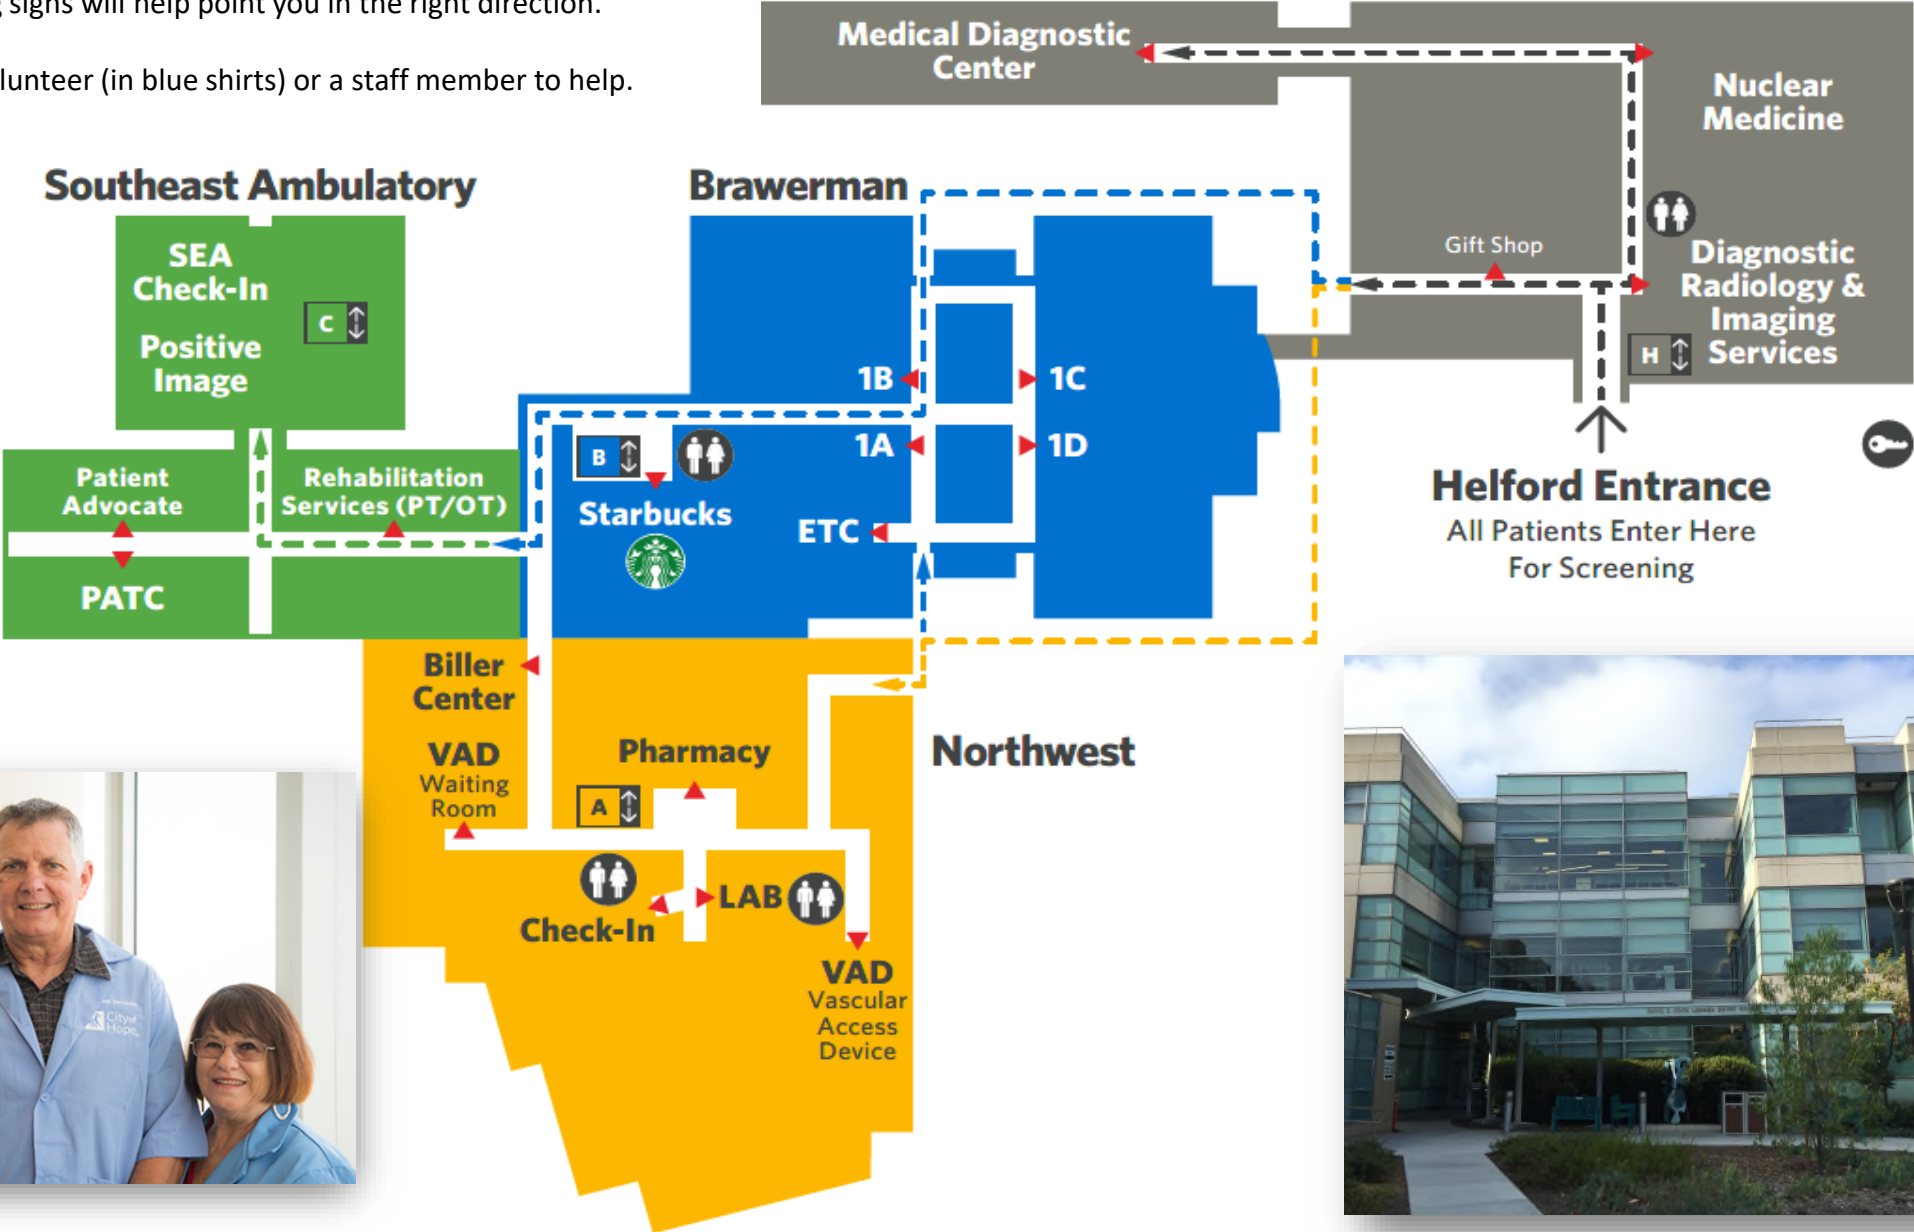 signs will help point you in the right direction.
lunteer (in blue shirts) or a staff member to help.
Medical Diagnostic
Center
Nuclear
Medicine
Southeast Ambulatory
Brawerman
SEA
Check-In
C
Positive
Image
Gift Shop
Diagnostic
Radiology &
Imaging
Services
H
1B
1C
1A
1D
B
Starbucks
ETC
Helford Entrance
All Patients Enter Here
For Screening
Patient
Advocate
Rehabilitation
Services (PT/OT)
PATC
Biller
Center
VAD
Waiting
Room
Pharmacy
Northwest
A
LAB
Check-In
VAD
Vascular
Access
Device
City of
Hope